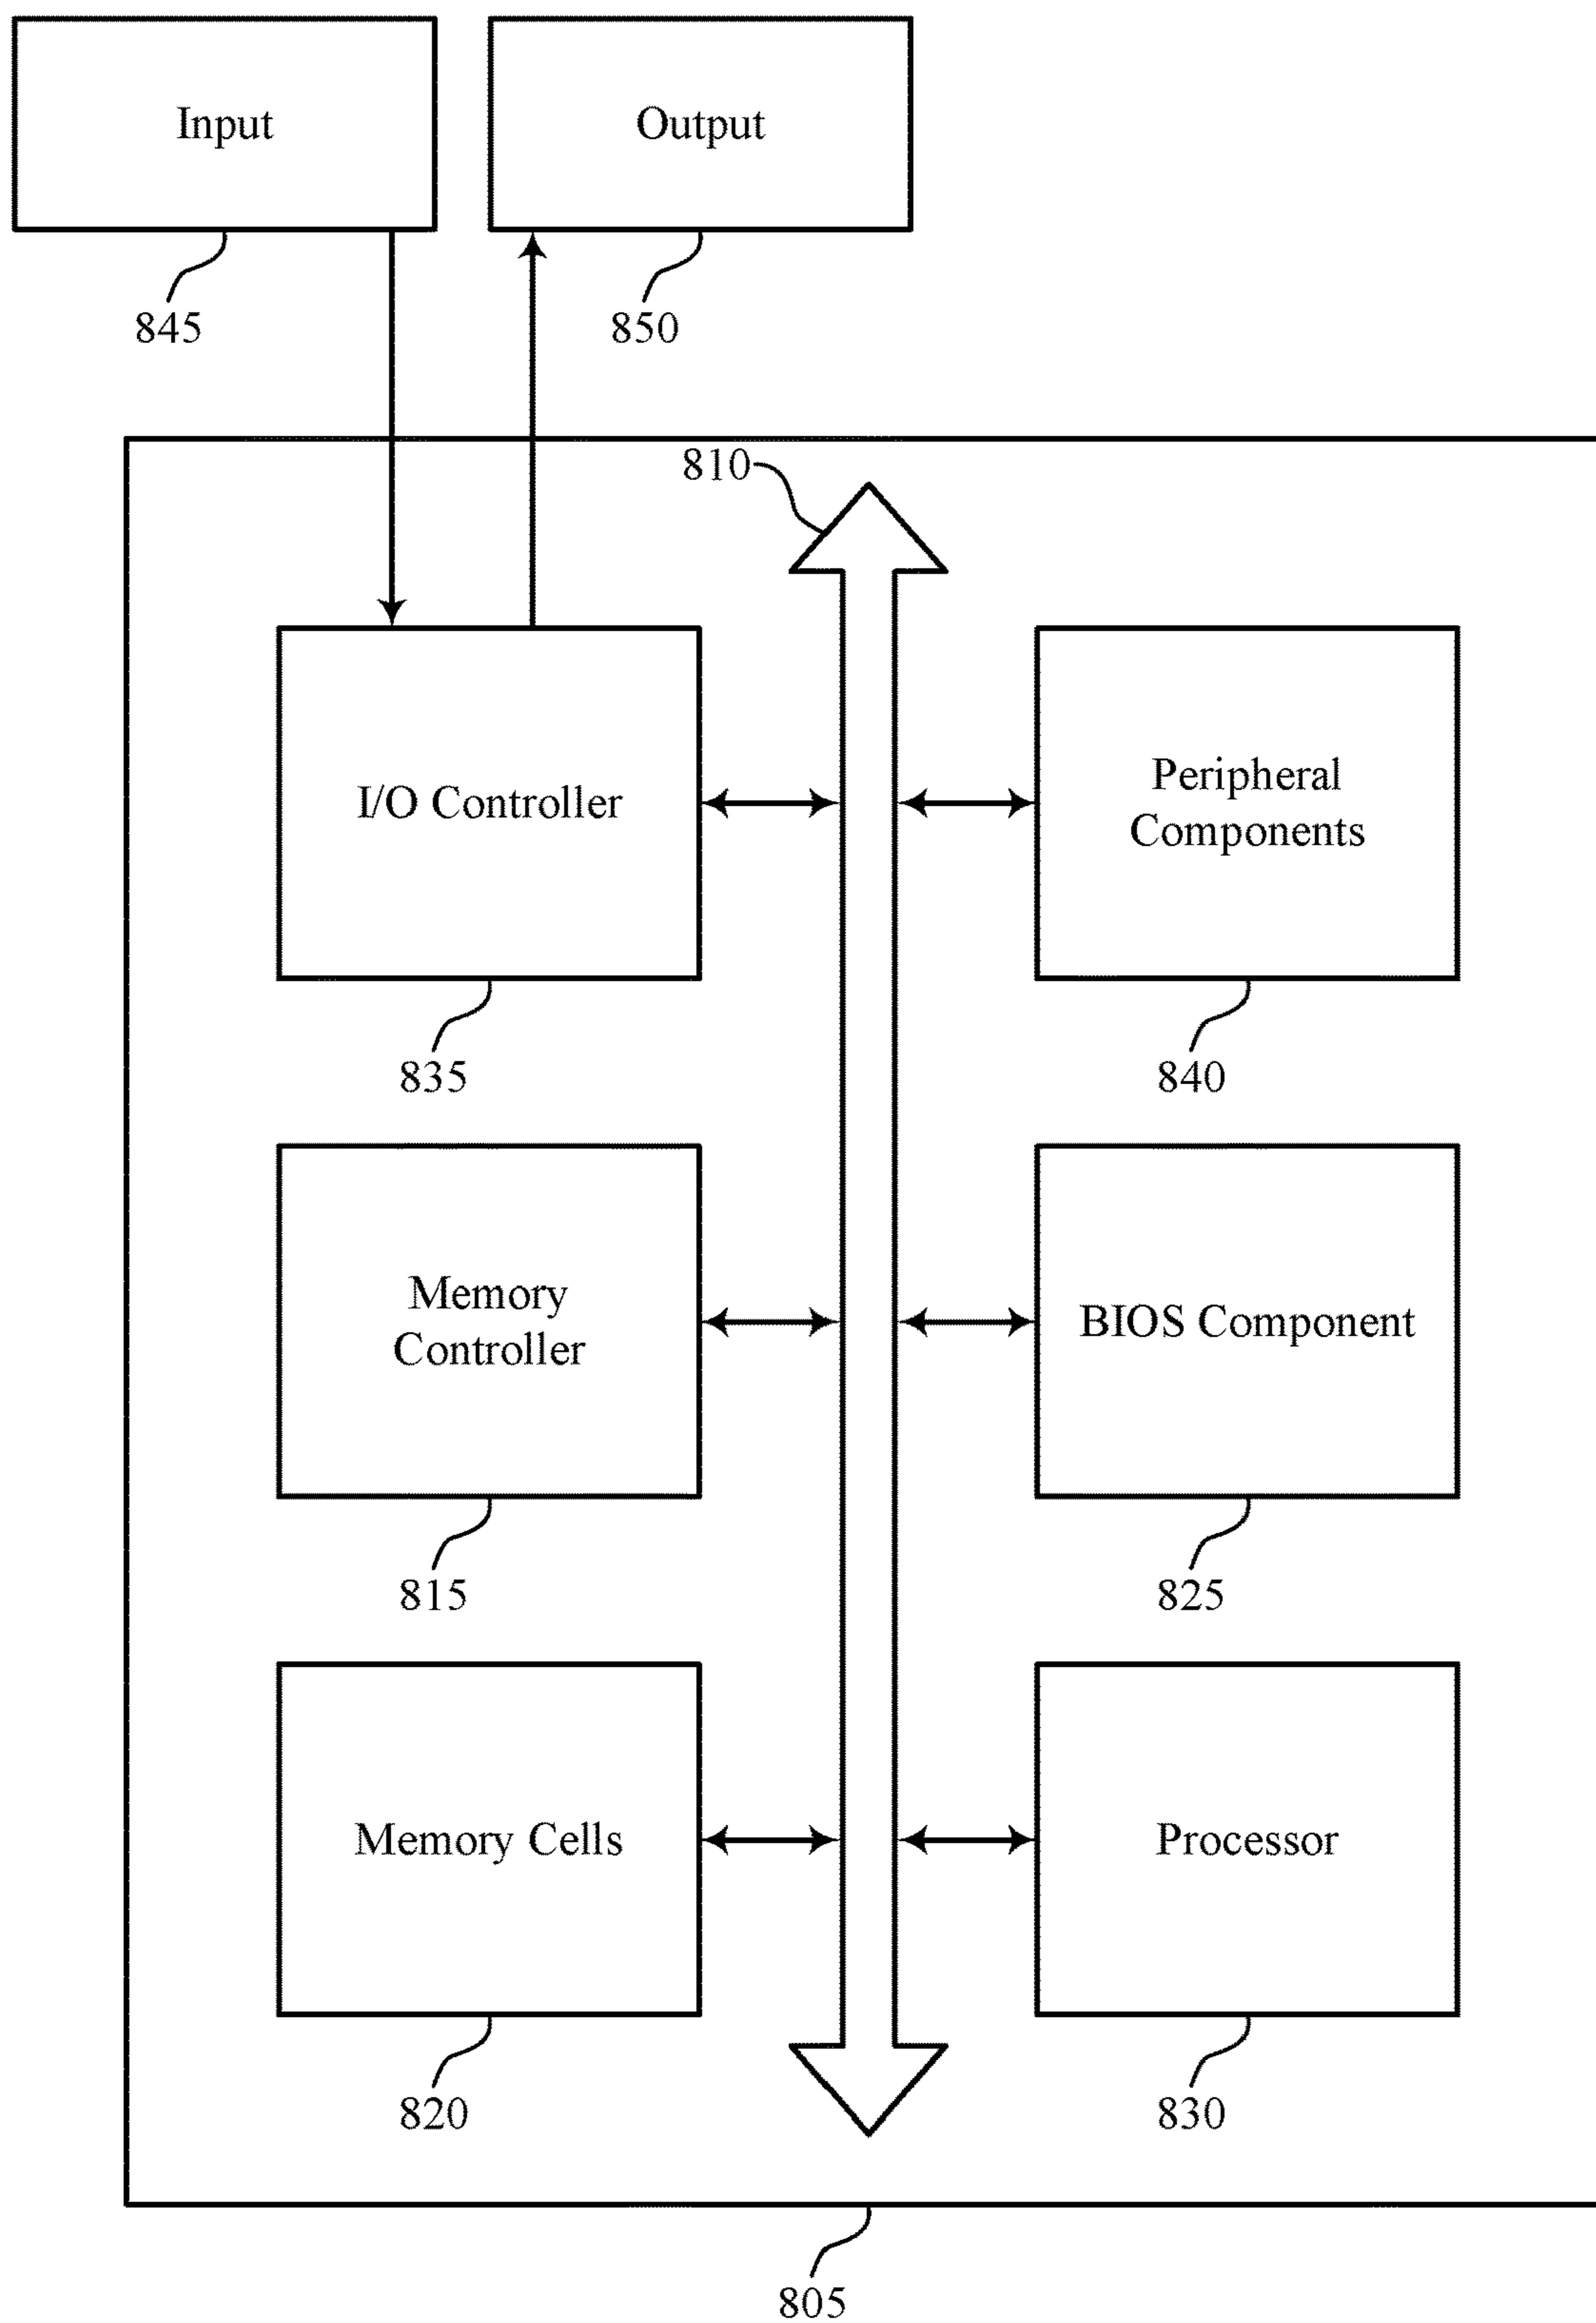 Input
Output
845
850
810
I/O Controller
Peripheral
Components
835
840
Memory
Controller
BIOS Component
815
825
Memory Cells
Processor
820
830
805